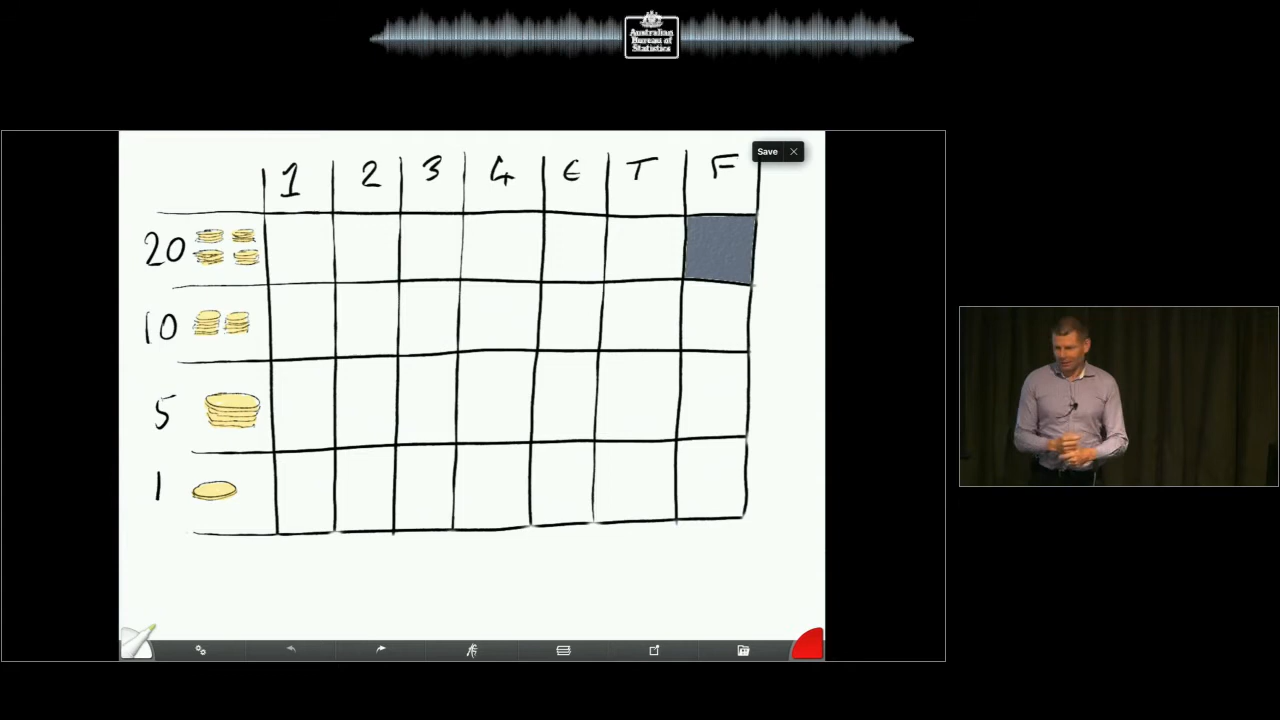 Australian
Bureau of
Statistics
Save
1 2 3 4 E T F
20
10
5
1